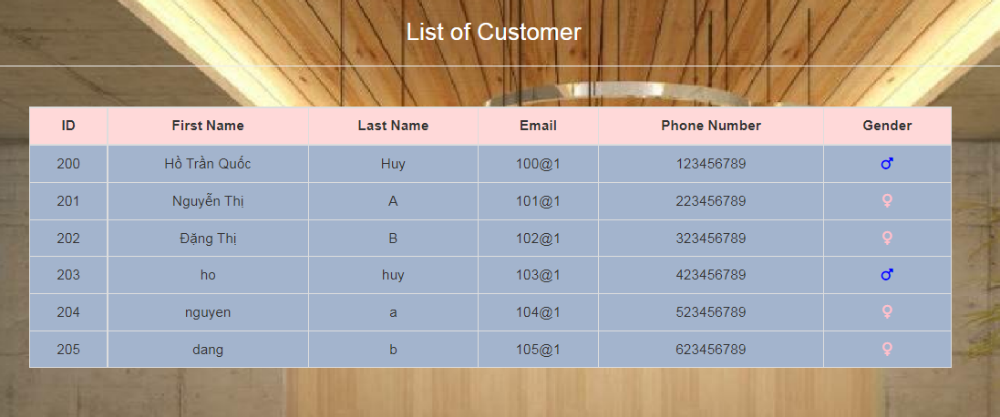 List of Customer
ID First Name Last Name Email Phone Number Gender
200 Hồ Trần Quốc Huy 100@1 123456789 ♂
201 Nguyễn Thị A 101@1 223456789 ♀
202 Đặng Thị B 102@1 323456789 ♀
203 ho huy 103@1 423456789 ♂
204 nguyen a 104@1 523456789 ♀
205 dang b 105@1 623456789 ♀